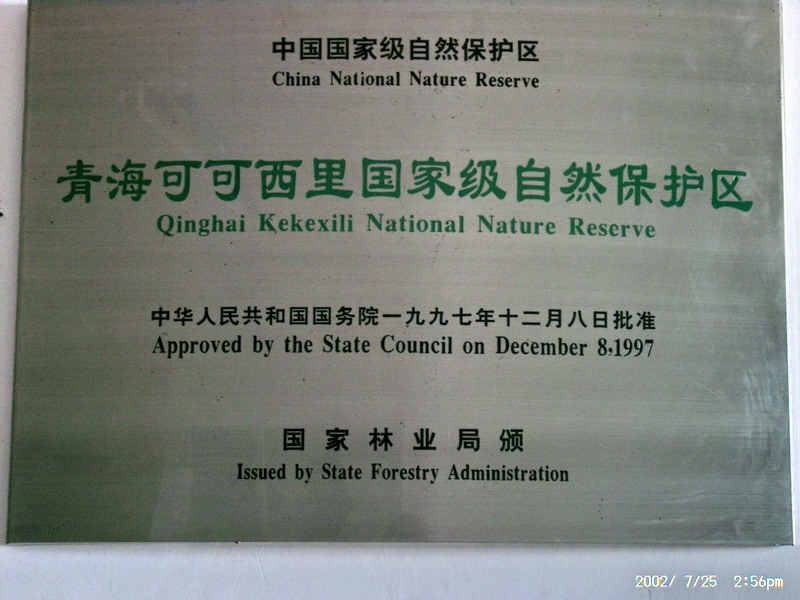 中国国家级自然保护区
China National Nature Reserve
青海可可西里国家级自然保护区
Qinghai Kekexili National Nature Reserve
中华人民共和国国务院一九九七年十二月八日批准
Approved by the State Council on December 8,1997
国家林业局颁
Issued by State Forestry Administration
2002/ 7/25 2:56pm